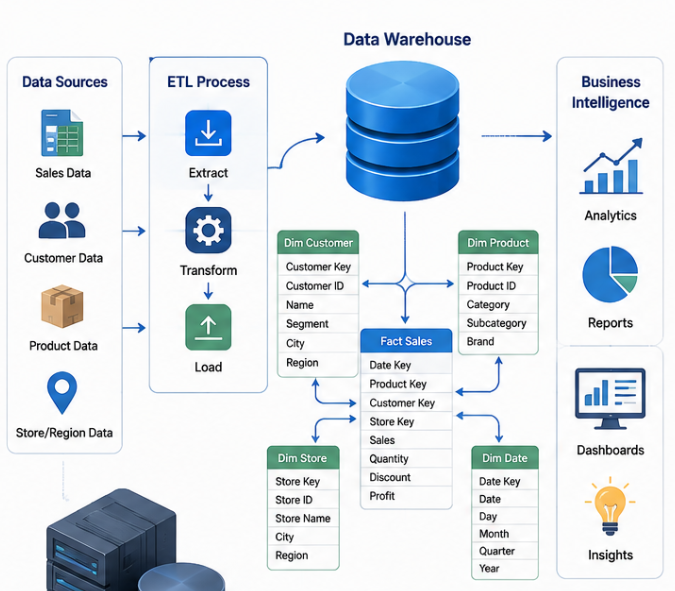 Data Warehouse
Data Sources
Sales Data
Customer Data
Product Data
Store/Region Data
ETL Process
Extract
Transform
Load
Dim Customer
Customer Key
Customer ID
Name
Segment
City
Region
Dim Product
Product Key
Product ID
Category
Subcategory
Brand
Fact Sales
Date Key
Product Key
Customer Key
Store Key
Sales
Quantity
Discount
Profit
Dim Store
Store Key
Store ID
Store Name
City
Region
Dim Date
Date Key
Date
Day
Month
Quarter
Year
Business
Intelligence
Analytics
Reports
Dashboards
Insights